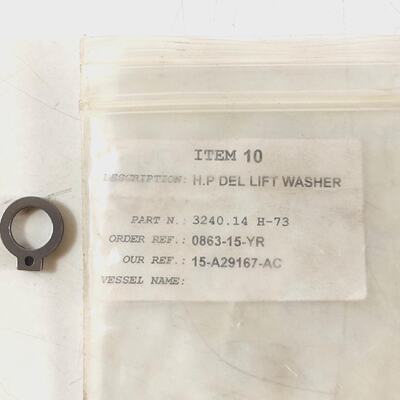 ITEM 10
DESCRIPTION: H.P DEL LIFT WASHER
PART N.: 3240.14 H-73
ORDER REF.: 0863-15-YR
OUR REF.: 15-A29167-AC
VESSEL NAME: